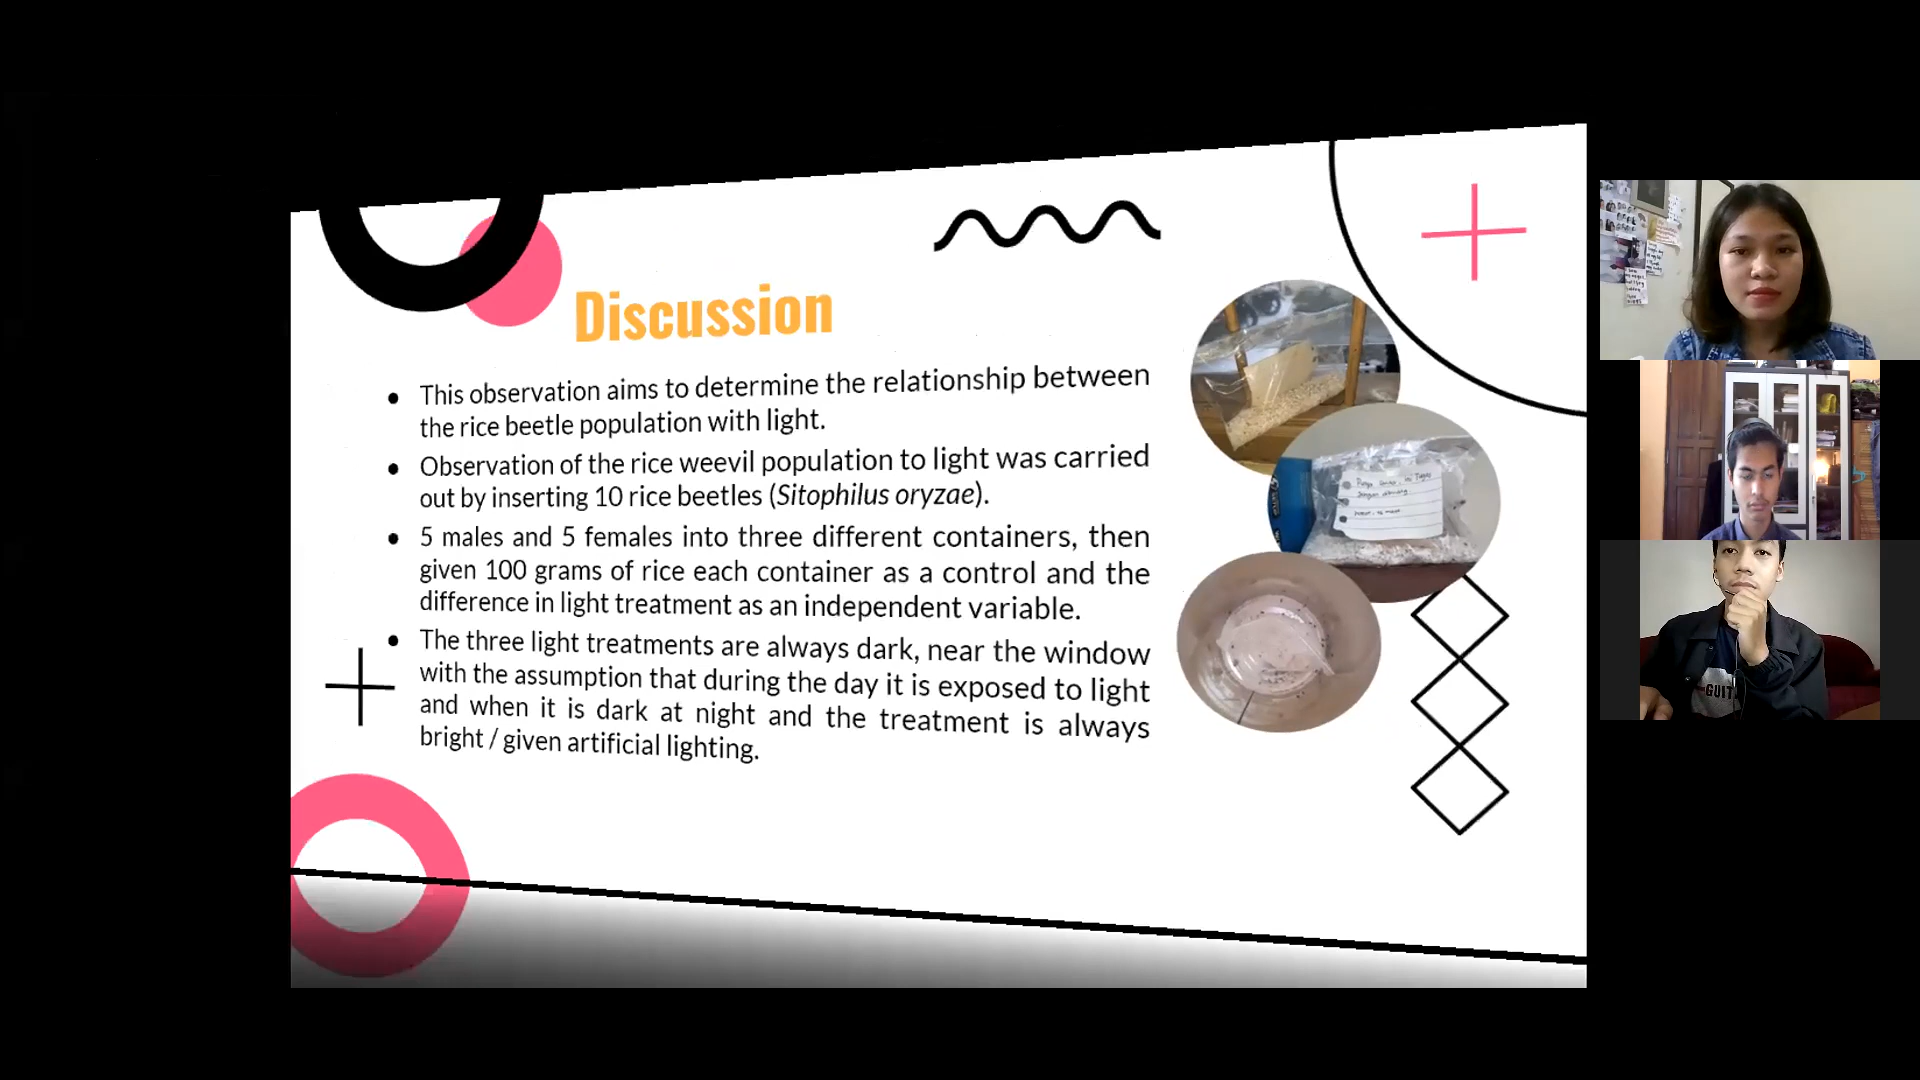 Discussion
This observation aims to determine the relationship between
the rice beetle population with light.
Observation of the rice weevil population to light was carried
out by inserting 10 rice beetles (Sitophilus oryzae).
5 males and 5 females into three different containers, then
given 100 grams of rice each container as a control and the
difference in light treatment as an independent variable.
The three light treatments are always dark, near the window
with the assumption that during the day it is exposed to light
and when it is dark at night and the treatment is always
bright / given artificial lighting.
GUIT